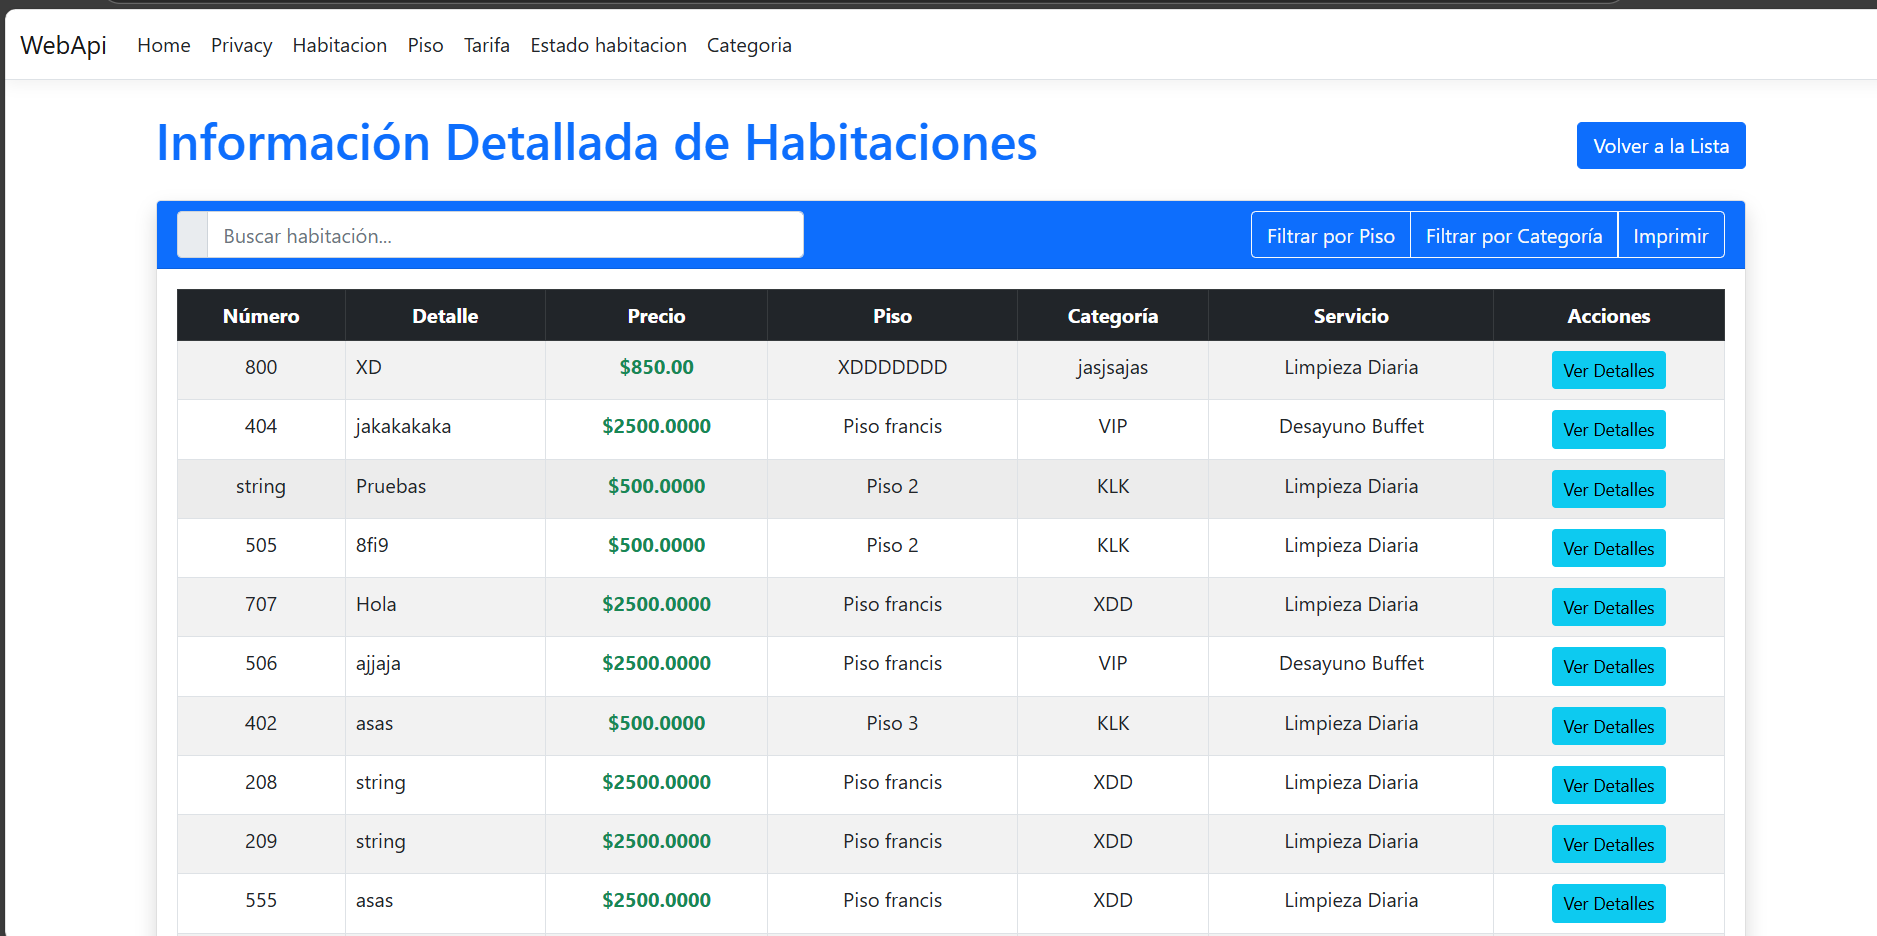 WebApi Home Privacy Habitacion Piso Tarifa Estado habitacion Categoria
Información Detallada de Habitaciones Volver a la Lista
Buscar habitación... Filtrar por Piso Filtrar por Categoría Imprimir
Número Detalle Precio Piso Categoría Servicio Acciones
800 XD $850.00 XDDDDDDD jasjsajas Limpieza Diaria Ver Detalles
404 jakakakaka $2500.0000 Piso francis VIP Desayuno Buffet Ver Detalles
string Pruebas $500.0000 Piso 2 KLK Limpieza Diaria Ver Detalles
505 8fi9 $500.0000 Piso 2 KLK Limpieza Diaria Ver Detalles
707 Hola $2500.0000 Piso francis XDD Limpieza Diaria Ver Detalles
506 ajjaja $2500.0000 Piso francis VIP Desayuno Buffet Ver Detalles
402 asas $500.0000 Piso 3 KLK Limpieza Diaria Ver Detalles
208 string $2500.0000 Piso francis XDD Limpieza Diaria Ver Detalles
209 string $2500.0000 Piso francis XDD Limpieza Diaria Ver Detalles
555 asas $2500.0000 Piso francis XDD Limpieza Diaria Ver Detalles